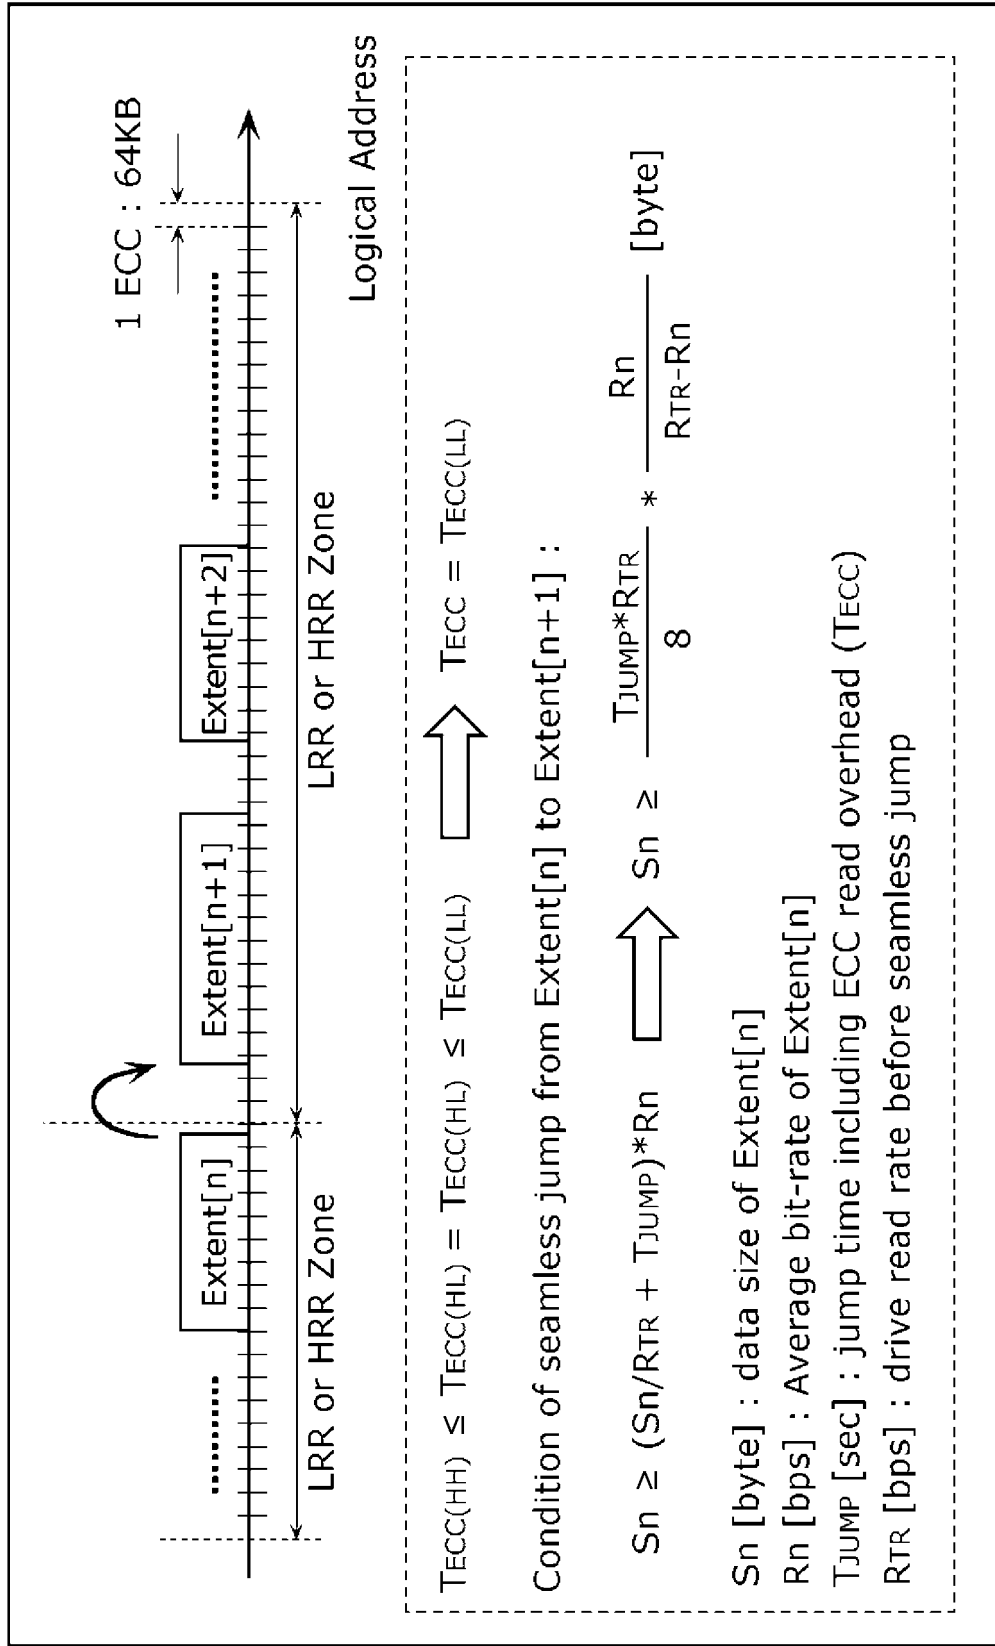 1 ECC : 64KB
Extent[n]
Extent[n+1]
Extent[n+2]
LRR or HRR Zone
LRR or HRR Zone
Logical Address
TECC(HH) ≤ TECC(HL) = TECC(HL) ≤ TECC(LL)
TECC = TECC(LL)
Condition of seamless jump from Extent[n] to Extent[n+1] :
Sn ≥ (Sn/RTR + TJUMP)*Rn
Sn ≥ TJUMP*RTR / 8 * Rn / RTR-Rn [byte]
Sn [byte] : data size of Extent[n]
Rn [bps] : Average bit-rate of Extent[n]
TJUMP [sec] : jump time including ECC read overhead (TECC)
RTR [bps] : drive read rate before seamless jump